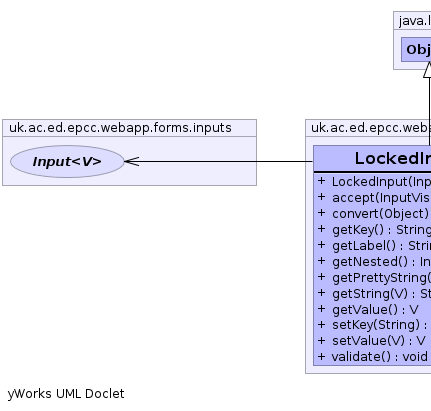 java.l
Obj
uk.ac.ed.epcc.webapp.forms.inputs
Input<V>
uk.ac.ed.epcc.weba
LockedIn
+ LockedInput(Inp
+ accept(InputVis
+ convert(Object)
+ getKey() : String
+ getLabel() : Strin
+ getNested() : In
+ getPrettyString(
+ getString(V) : St
+ getValue() : V
+ setKey(String) :
+ setValue(V) : V
+ validate() : void
yWorks UML Doclet